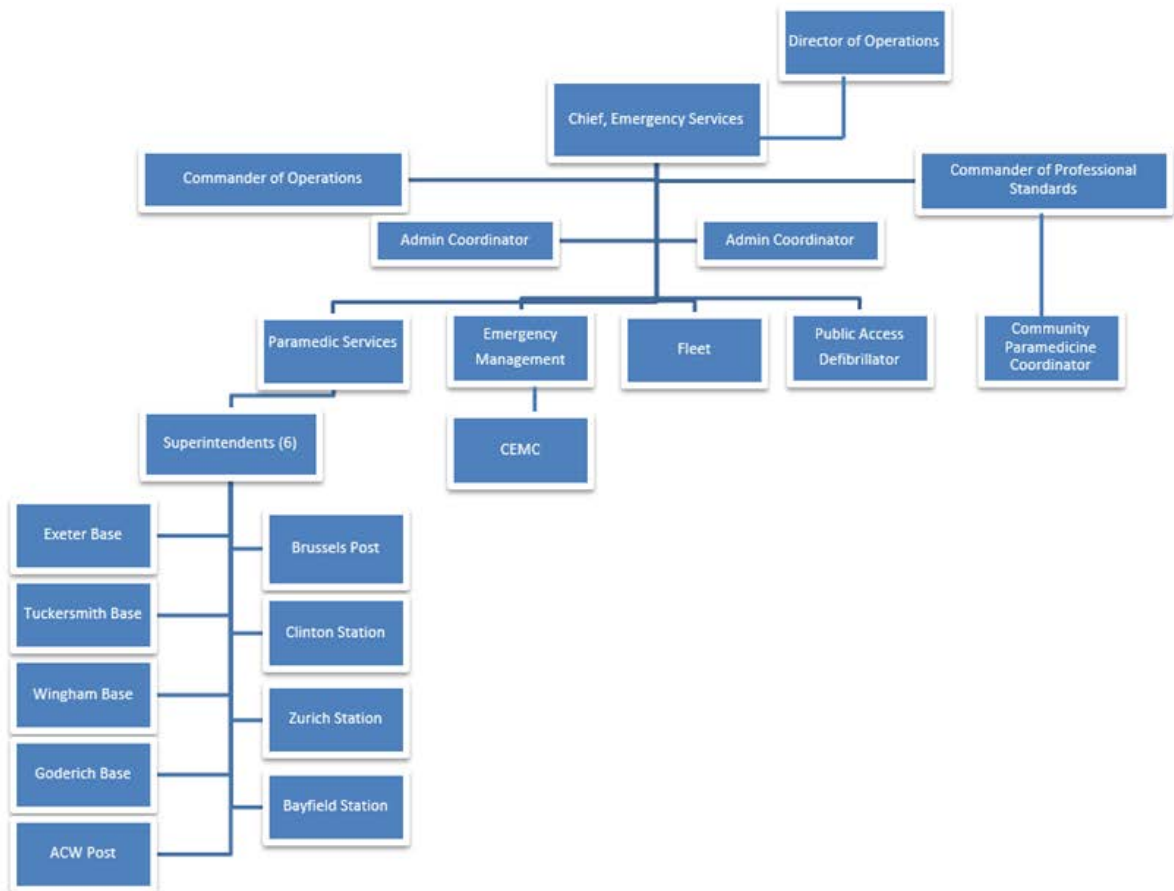 Director of Operations
Chief, Emergency Services
Commander of Operations
Commander of Professional
Standards
Admin Coordinator
Admin Coordinator
Paramedic Services
Emergency
Management
Fleet
Public Access
Defibrillator
Community
Paramedicine
Coordinator
Superintendents (6)
CEMC
Exeter Base
Brussels Post
Tuckersmith Base
Clinton Station
Wingham Base
Zurich Station
Goderich Base
Bayfield Station
ACW Post